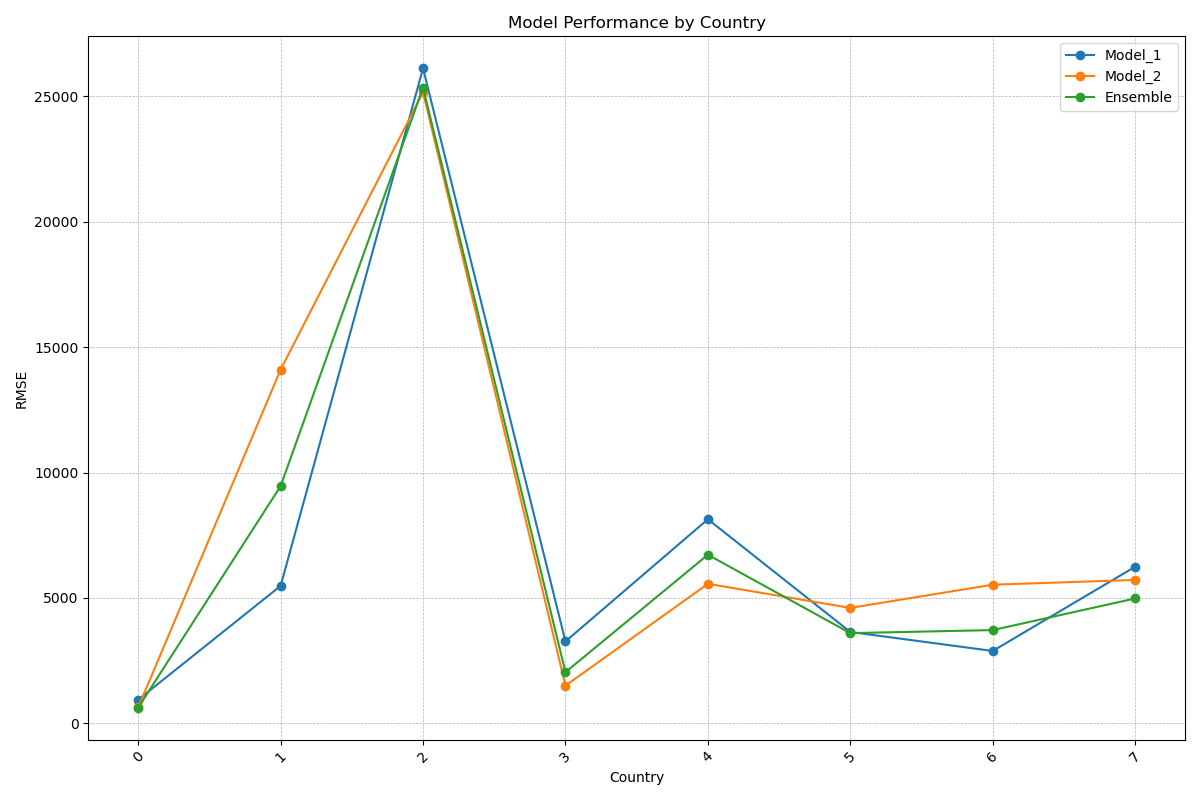 Model Performance by Country
Model_1
Model_2
Ensemble
RMSE
25000
20000
15000
10000
5000
0
0 1 2 3 4 5 6 7
Country